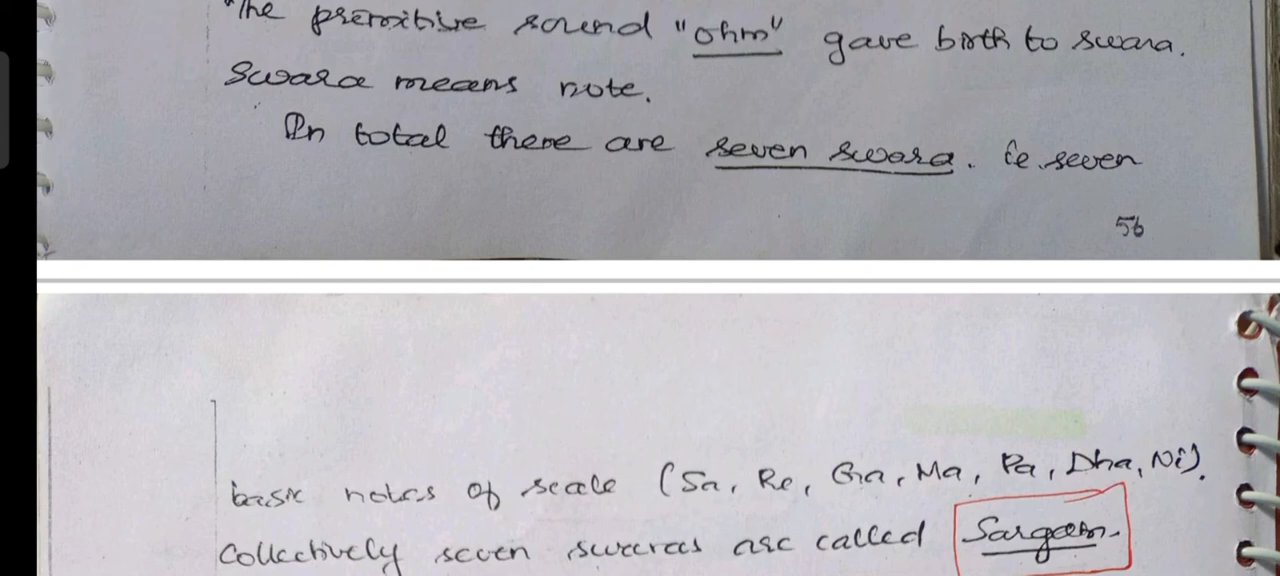 The premitive sound "ohm" gave birth to swara.
Swara means note.
In total there are seven swara. ie. seven
56
basic notes of scale (Sa, Re, Ga, Ma, Pa, Dha, Ni).
Collectively seven swaras are called Sargam.